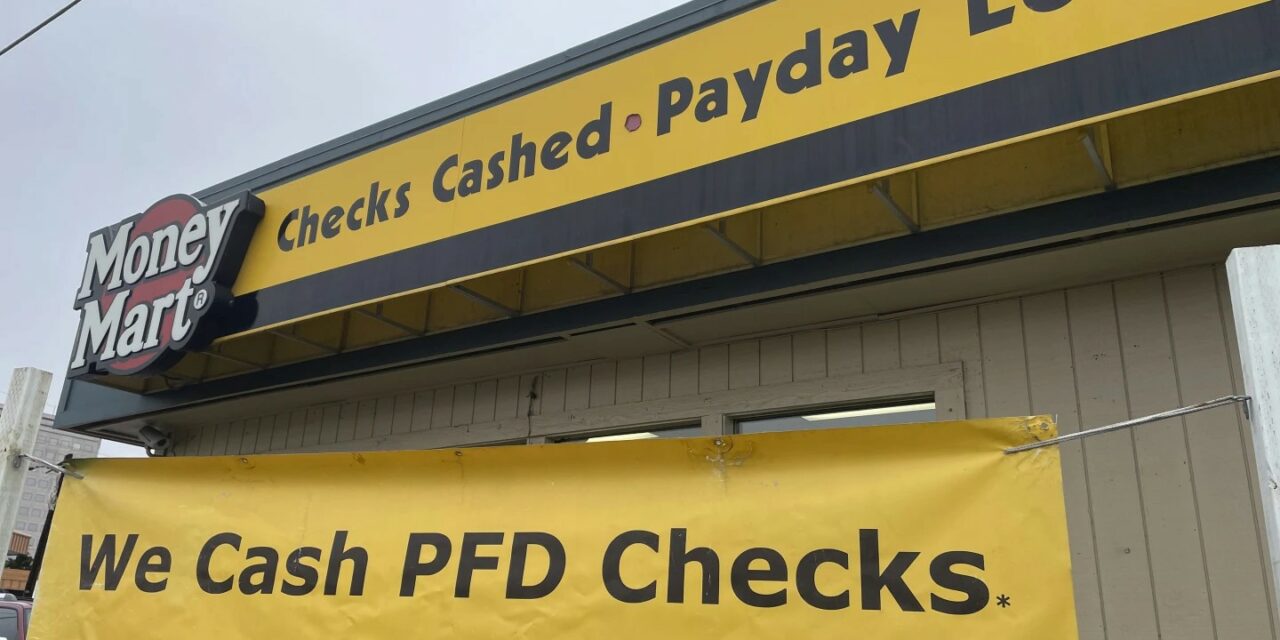 Checks Cashed • Payday
Money
Mart®
We Cash PFD Checks*